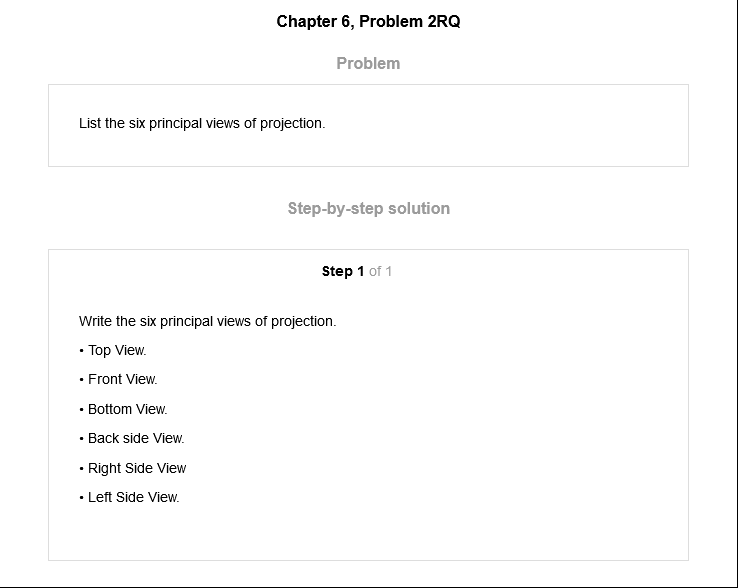 Chapter 6, Problem 2RQ
Problem
List the six principal views of projection.
Step-by-step solution
Step 1 of 1
Write the six principal views of projection.
• Top View.
• Front View.
• Bottom View.
• Back side View.
• Right Side View
• Left Side View.